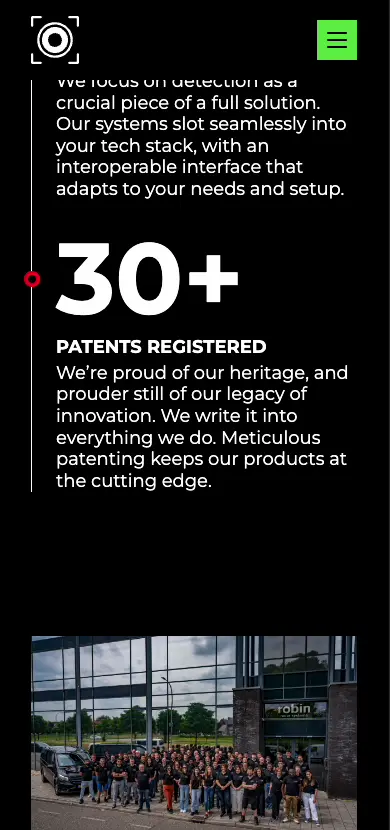 We focus on detection as a
crucial piece of a full solution.
Our systems slot seamlessly into
your tech stack, with an
interoperable interface that
adapts to your needs and setup.
30+
PATENTS REGISTERED
We’re proud of our heritage, and
prouder still of our legacy of
innovation. We write it into
everything we do. Meticulous
patenting keeps our products at
the cutting edge.
robin
radar systems